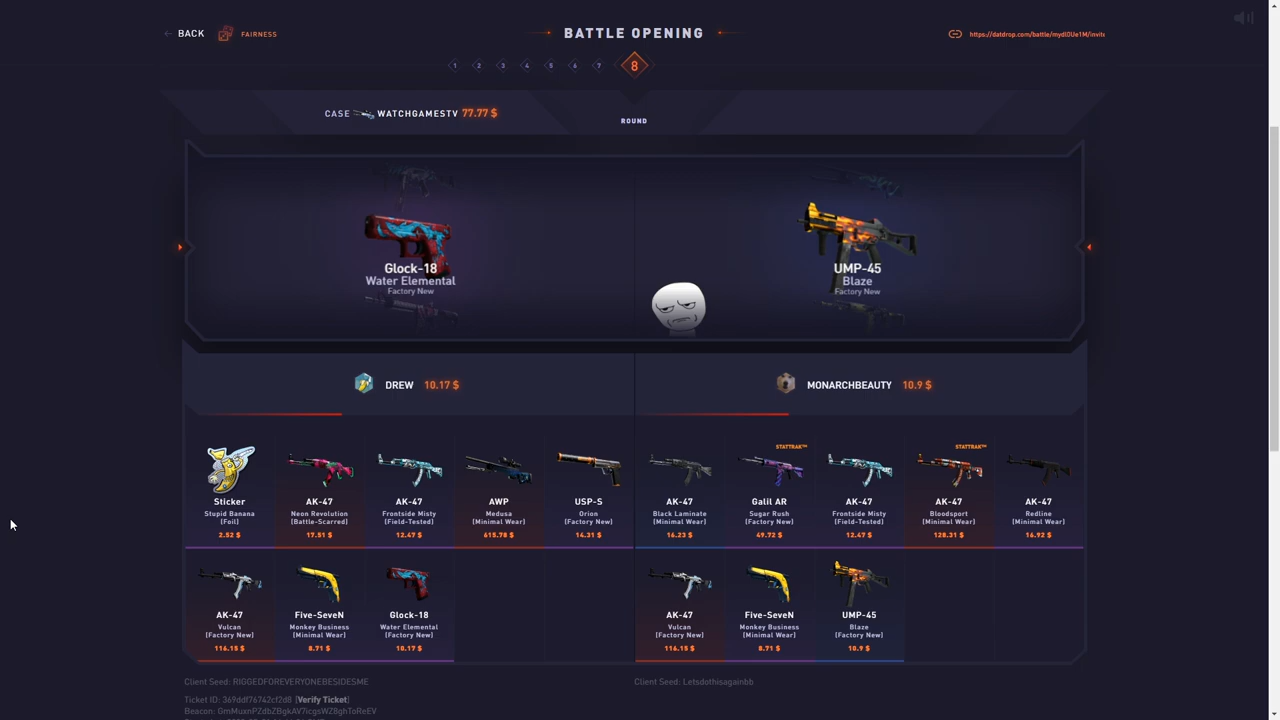 BACK
FAIRNESS
BATTLE OPENING
https://datdrop.com/battle/mydIDUe1M/invite
1 2 3 4 5 6 7 8
CASE WATCHGAMESTV 77.77 $
ROUND
Glock-18
Water Elemental
Factory New
UMP-45
Blaze
Factory New
DREW 10.17 $
MONARCHBEAUTY 10.9 $
Sticker
Stupid Banana
(Foil)
2.52 $
AK-47
Neon Revolution
(Battle-Scarred)
17.51 $
AK-47
Frontside Misty
(Field-Tested)
12.47 $
AWP
Medusa
(Minimal Wear)
615.78 $
USP-S
Orion
(Factory New)
14.31 $
AK-47
Black Laminate
(Minimal Wear)
16.23 $
STATTRAK™
Galil AR
Sugar Rush
(Factory New)
49.72 $
AK-47
Frontside Misty
(Field-Tested)
12.47 $
STATTRAK™
AK-47
Bloodsport
(Minimal Wear)
128.31 $
AK-47
Redline
(Minimal Wear)
16.92 $
AK-47
Vulcan
(Factory New)
116.15 $
Five-SeveN
Monkey Business
(Minimal Wear)
8.71 $
Glock-18
Water Elemental
(Factory New)
10.17 $
AK-47
Vulcan
(Factory New)
116.15 $
Five-SeveN
Monkey Business
(Minimal Wear)
8.71 $
UMP-45
Blaze
(Factory New)
10.9 $
Client Seed: RIGGEDFOREVERYONEBESIDESME
Client Seed: Letsdothisagainbb
Ticket ID: 369ddf76742cf2d8 [Verify Ticket]
Beacon: GmMuxnPZdbZBgkAV7icgsWZ8ghToReEV